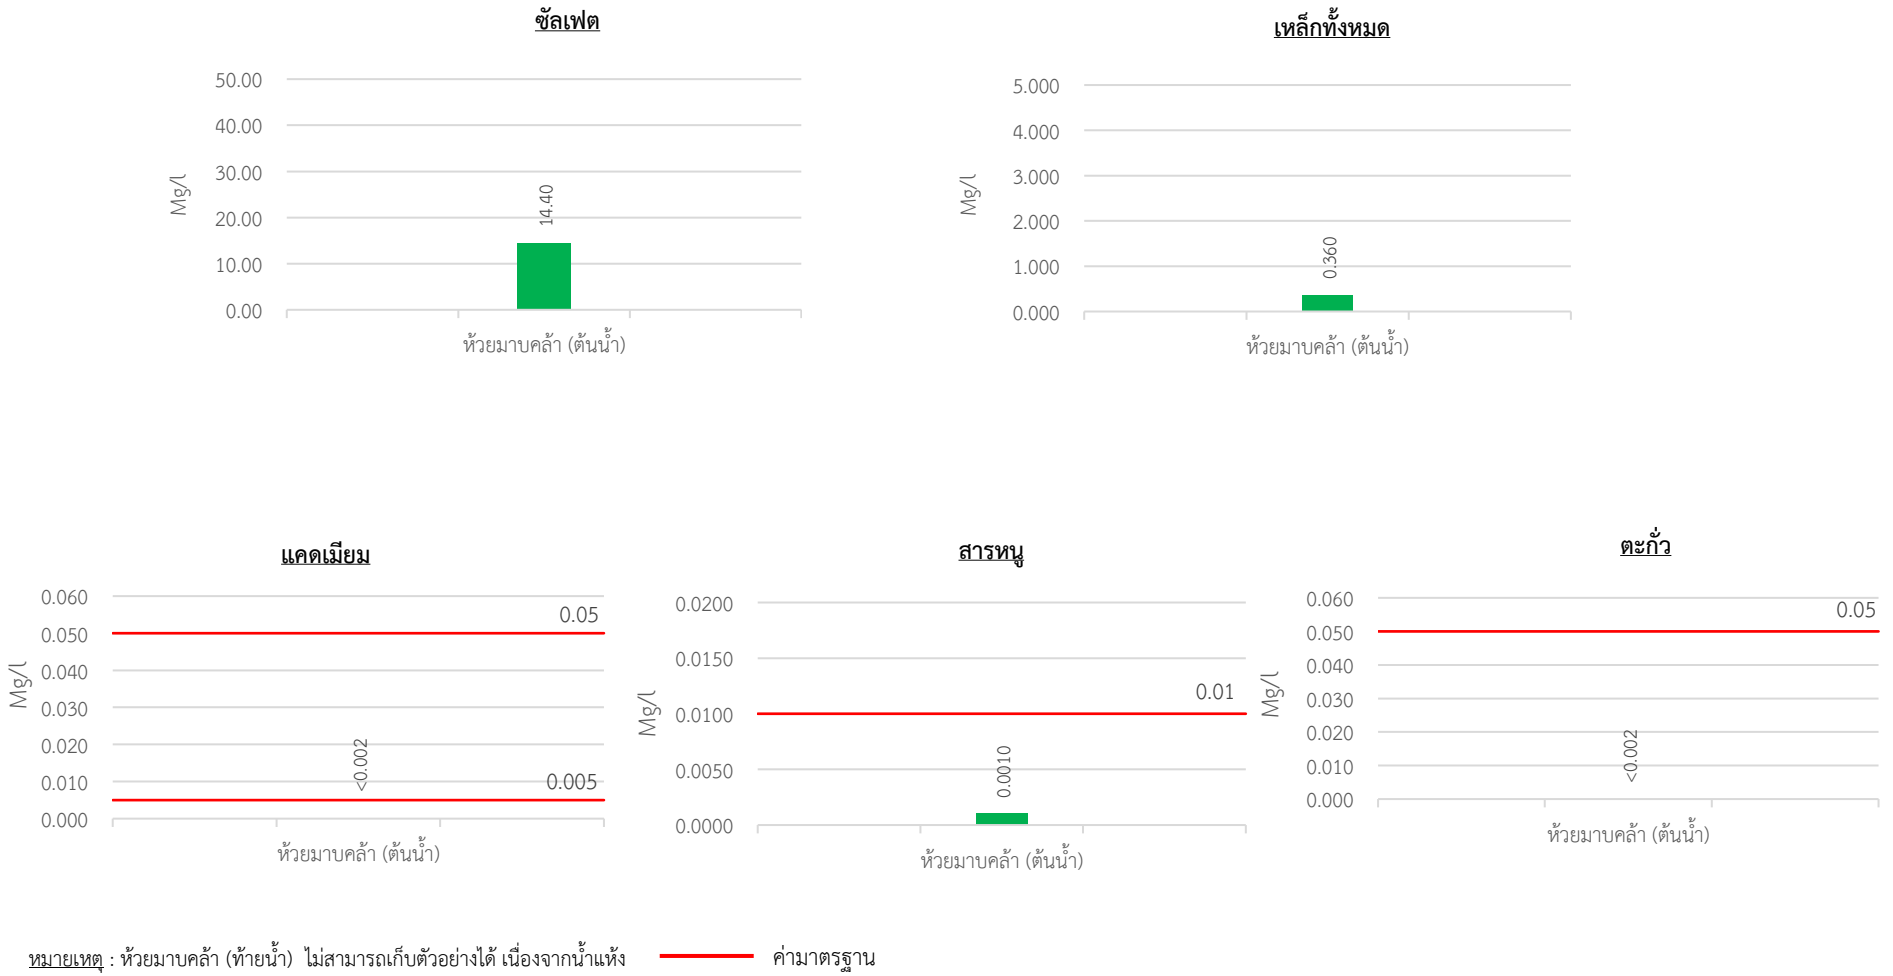 ซัลเฟต
50.00
40.00
30.00
20.00
10.00
0.00
Mg/l
14.40
ห้วยมาบคล้า (ต้นน้ำ)
เหล็กทั้งหมด
5.000
4.000
3.000
2.000
1.000
0.000
Mg/l
0.360
ห้วยมาบคล้า (ต้นน้ำ)
แคดเมียม
0.060
0.050
0.040
0.030
0.020
0.010
0.000
Mg/l
0.05
<0.002
0.005
ห้วยมาบคล้า (ต้นน้ำ)
สารหนู
0.0200
0.0150
0.0100
0.0050
0.0000
Mg/l
0.01
0.0010
ห้วยมาบคล้า (ต้นน้ำ)
ตะกั่ว
0.060
0.050
0.040
0.030
0.020
0.010
0.000
Mg/l
0.05
<0.002
ห้วยมาบคล้า (ต้นน้ำ)
หมายเหตุ : ห้วยมาบคล้า (ท้ายน้ำ) ไม่สามารถเก็บตัวอย่างได้ เนื่องจากน้ำแห้ง
ค่ามาตรฐาน